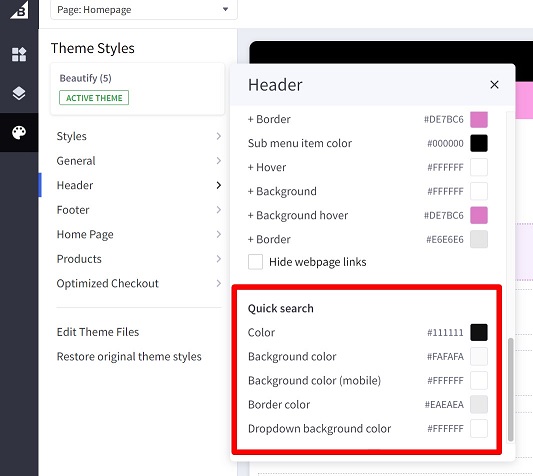 Page: Homepage
Theme Styles
Beautify (5)
ACTIVE THEME
Styles
General
Header
Footer
Home Page
Products
Optimized Checkout
Edit Theme Files
Restore original theme styles
Header
+ Border #DE7BC6
Sub menu item color #000000
+ Hover #FFFFFF
+ Background #FFFFFF
+ Background hover #DE7BC6
+ Border #E6E6E6
Hide webpage links
Quick search
Color #111111
Background color #FAFAFA
Background color (mobile) #FFFFFF
Border color #EAEAEA
Dropdown background color #FFFFFF